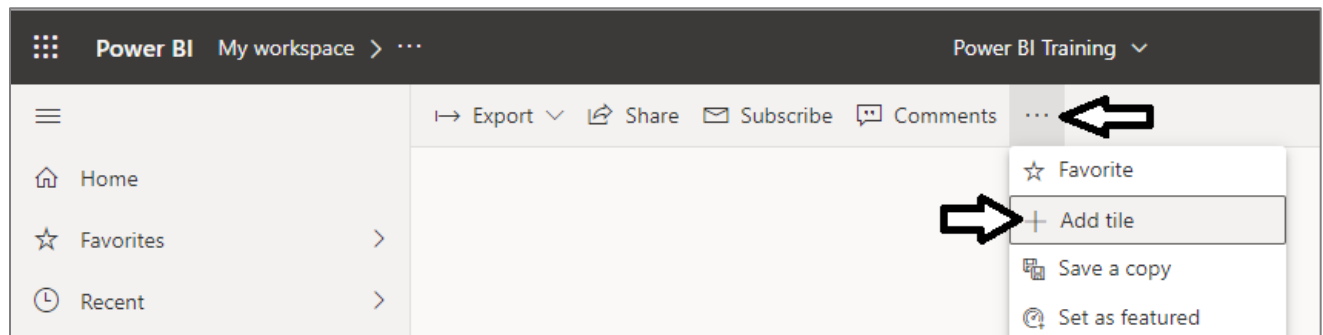 Power BI My workspace > ··· Power BI Training
Export Share Subscribe Comments ···
Home
Favorites
Recent
Favorite
Add tile
Save a copy
Set as featured